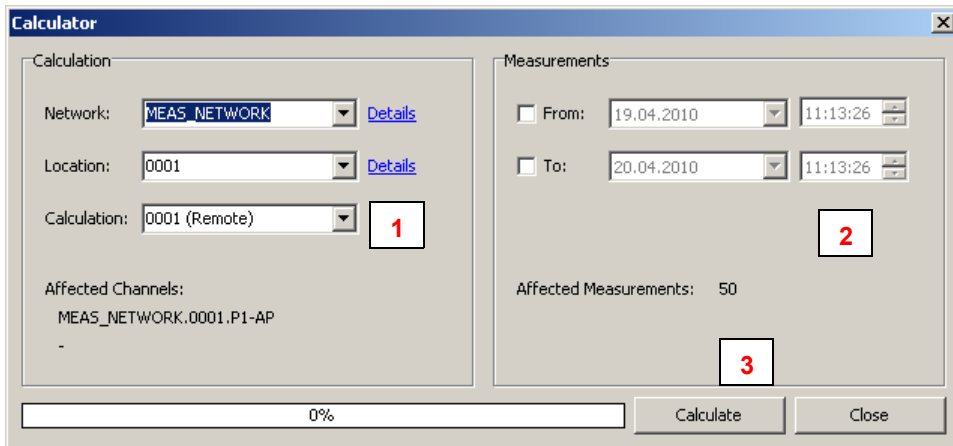 Calculator
Calculation
Network: MEAS_NETWORK Details
Location: 0001 Details
Calculation: 0001 (Remote) 1
Affected Channels:
MEAS_NETWORK.0001.P1-AP
-
Measurements
From: 19.04.2010 11:13:26
To: 20.04.2010 11:13:26
2
Affected Measurements: 50
3
0% Calculate Close